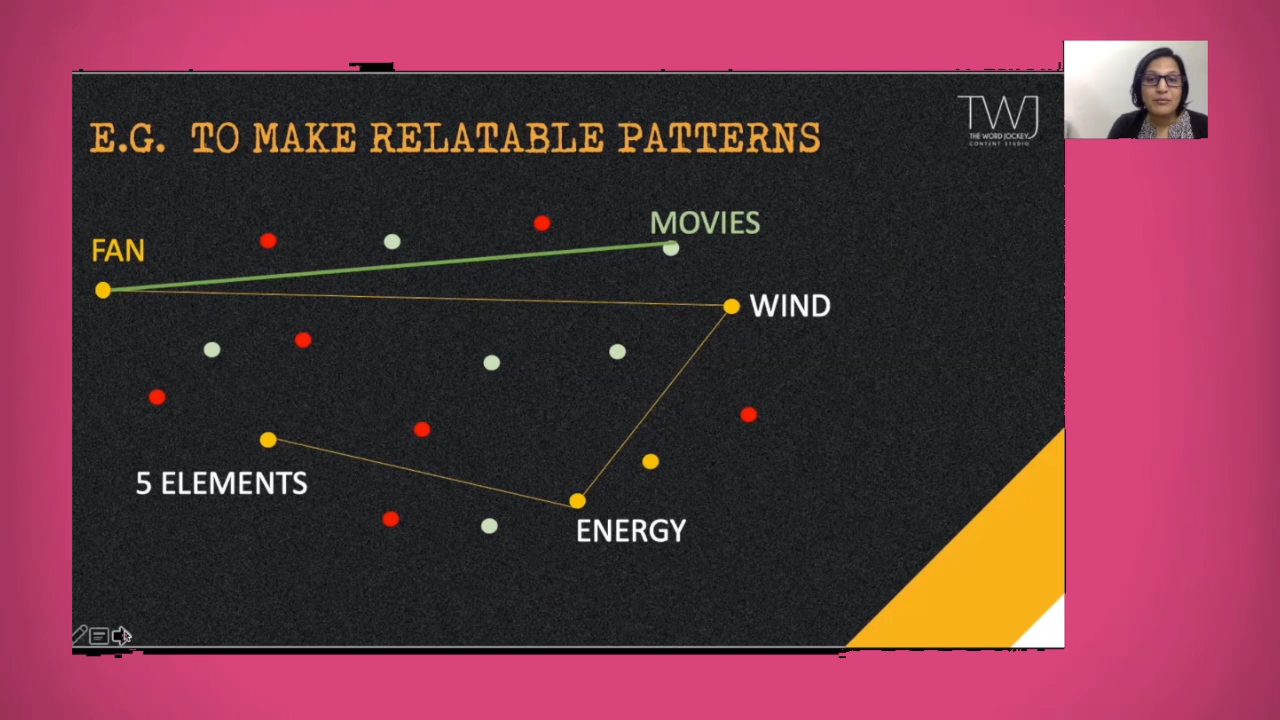 E.G. TO MAKE RELATABLE PATTERNS
TWJ
THE WORD JOCKEY
CONTENT STUDIO
MOVIES
FAN
WIND
5 ELEMENTS
ENERGY